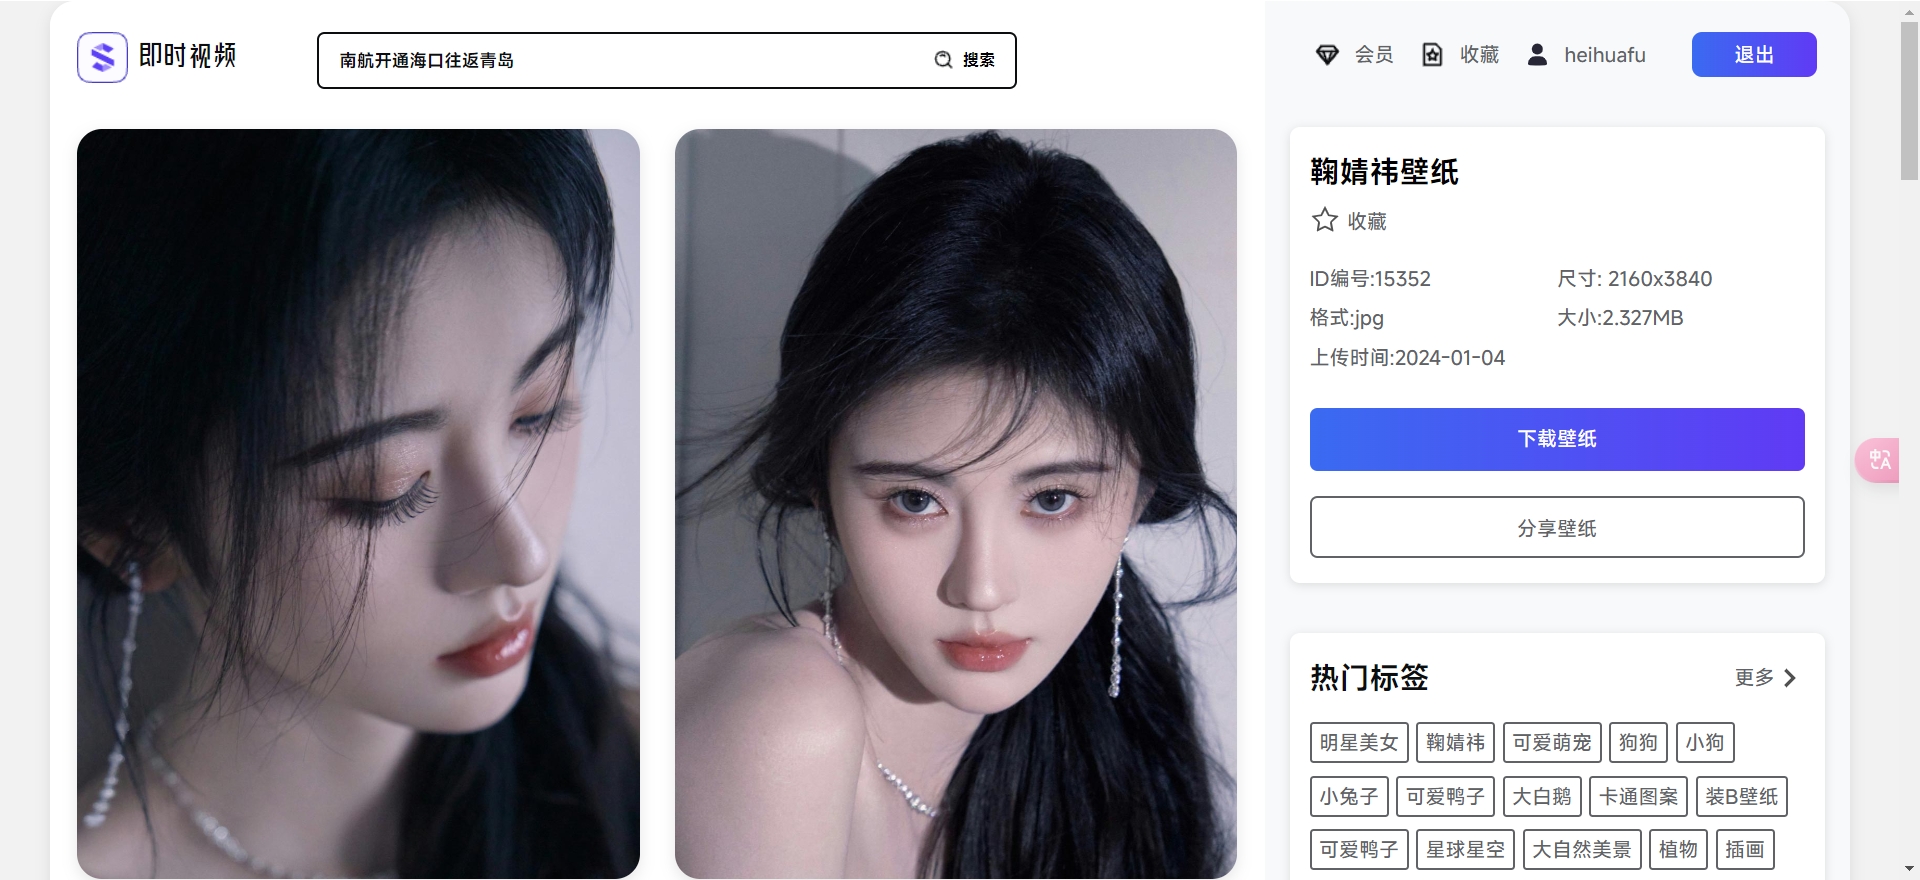 即时视频
南航开通海口往返青岛
搜索
会员
收藏
heihuafu
退出
鞠婧祎壁纸
收藏
ID编号:15352
尺寸: 2160x3840
格式:jpg
大小:2.327MB
上传时间:2024-01-04
下载壁纸
分享壁纸
热门标签
更多
明星美女 鞠婧祎 可爱萌宠 狗狗 小狗
小兔子 可爱鸭子 大白鹅 卡通图案 装B壁纸
可爱鸭子 星球星空 大自然美景 植物 插画
中A